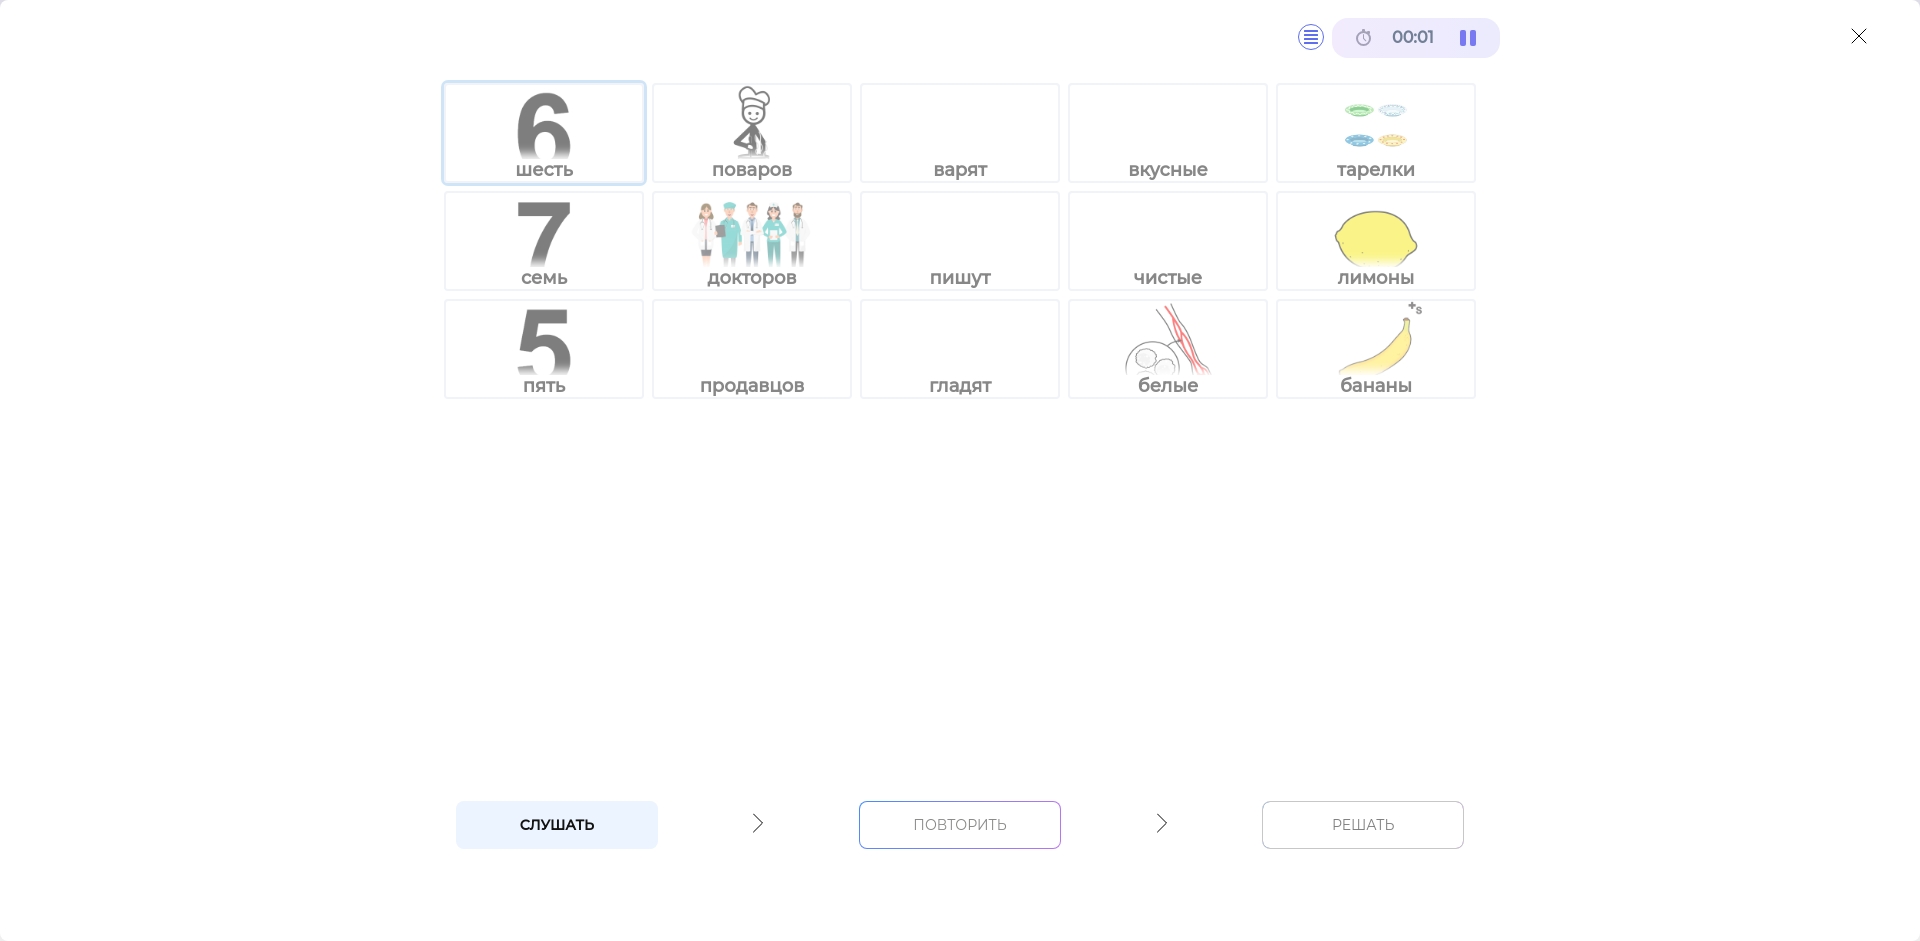 00:01
6
шесть
поваров
варят
вкусные
тарелки
7
семь
докторов
пишут
чистые
лимоны
5
пять
продавцов
гладят
белые
+s
бананы
СЛУШАТЬ
ПОВТОРИТЬ
РЕШАТЬ